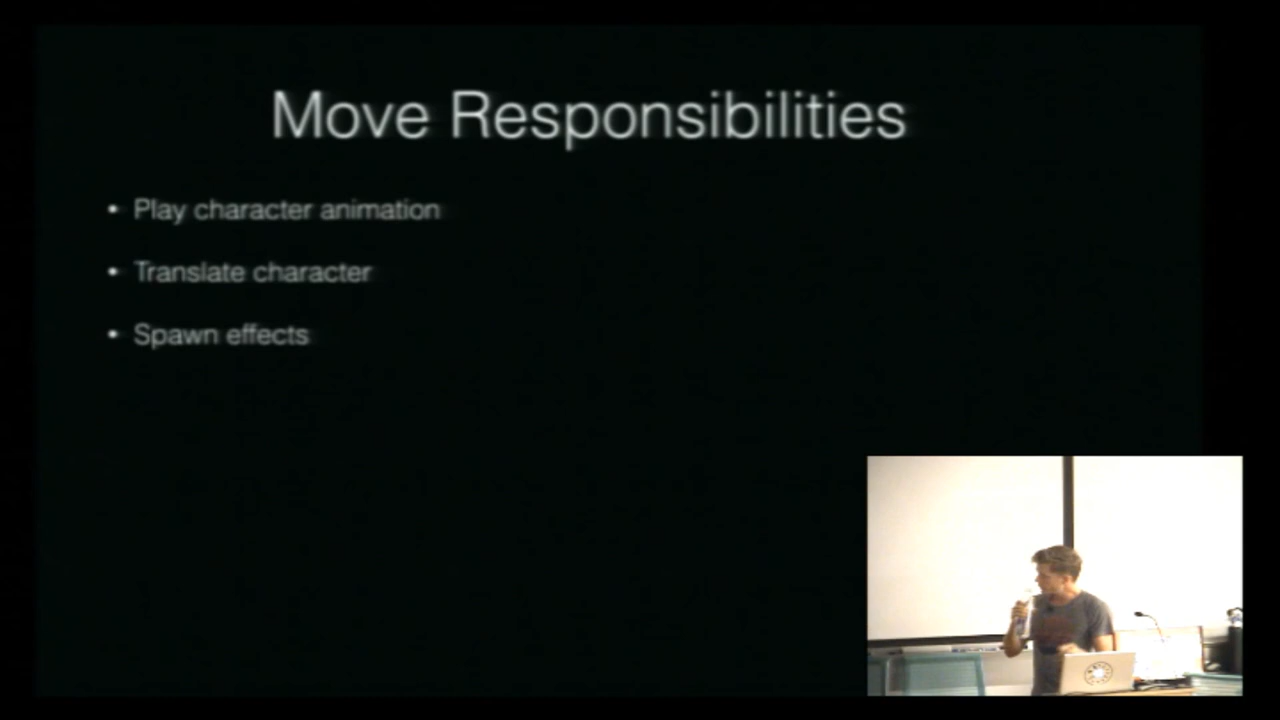 Move Responsibilities
• Play character animation
• Translate character
• Spawn effects